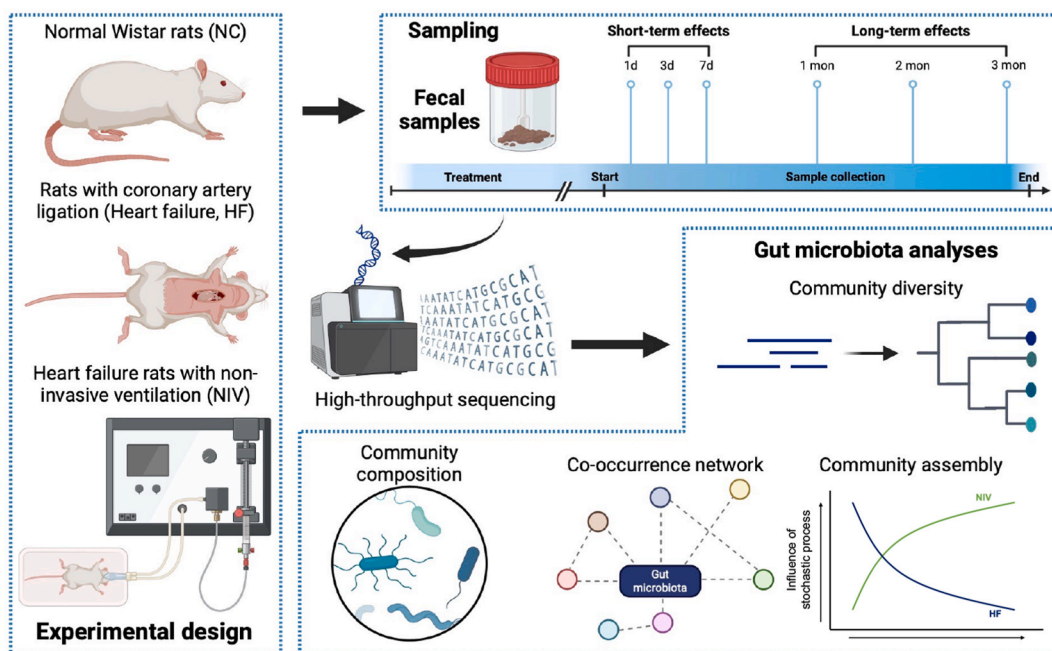 Normal Wistar rats (NC)
Rats with coronary artery
ligation (Heart failure, HF)
Heart failure rats with non-
invasive ventilation (NIV)
Experimental design
Sampling
Fecal
samples
Short-term effects
Long-term effects
1d
3d
7d
1 mon
2 mon
3 mon
Treatment
Start
Sample collection
End
AAATATCATGCGCAT
TCAAATATCATGCGCG
ATATCATGCGCAT
TCAAATATCATGCGC
AGTCAAATATCATGCG
CAAATATCATGCGCAT
High-throughput sequencing
Gut microbiota analyses
Community diversity
Community
composition
Co-occurrence network
Gut
microbiota
Community assembly
Influence of
stochastic process
NIV
HF